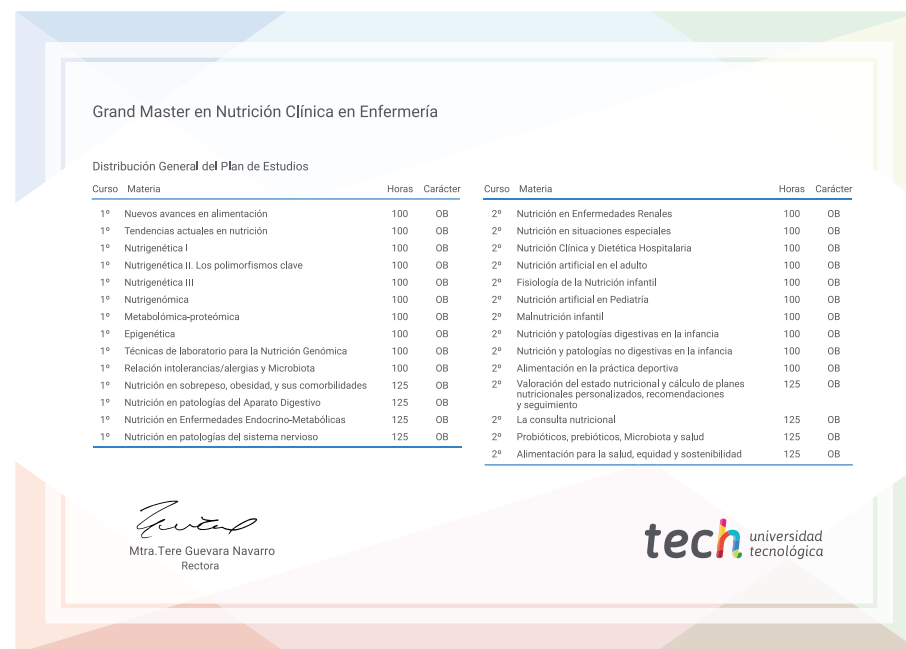 Grand Master en Nutrición Clínica en Enfermería
Distribución General del Plan de Estudios
Curso Materia Horas Carácter
1º Nuevos avances en alimentación 100 OB
1º Tendencias actuales en nutrición 100 OB
1º Nutrigenética I 100 OB
1º Nutrigenética II. Los polimorfismos clave 100 OB
1º Nutrigenética III 100 OB
1º Nutrigenómica 100 OB
1º Metabolómica-proteómica 100 OB
1º Epigenética 100 OB
1º Técnicas de laboratorio para la Nutrición Genómica 100 OB
1º Relación intolerancias/alergias y Microbiota 100 OB
1º Nutrición en sobrepeso, obesidad, y sus comorbilidades 125 OB
1º Nutrición en patologías del Aparato Digestivo 125 OB
1º Nutrición en Enfermedades Endocrino-Metabólicas 125 OB
1º Nutrición en patologías del sistema nervioso 125 OB
Curso Materia Horas Carácter
2º Nutrición en Enfermedades Renales 100 OB
2º Nutrición en situaciones especiales 100 OB
2º Nutrición Clínica y Dietética Hospitalaria 100 OB
2º Nutrición artificial en el adulto 100 OB
2º Fisiología de la Nutrición infantil 100 OB
2º Nutrición artificial en Pediatría 100 OB
2º Malnutrición infantil 100 OB
2º Nutrición y patologías digestivas en la infancia 100 OB
2º Nutrición y patologías no digestivas en la infancia 100 OB
2º Alimentación en la práctica deportiva 100 OB
2º Valoración del estado nutricional y cálculo de planes 125 OB
nutricionales personalizados, recomendaciones
y seguimiento
2º La consulta nutricional 125 OB
2º Probióticos, prebióticos, Microbiota y salud 125 OB
2º Alimentación para la salud, equidad y sostenibilidad 125 OB
Mtra.Tere Guevara Navarro
Rectora
tech universidad
tecnológica